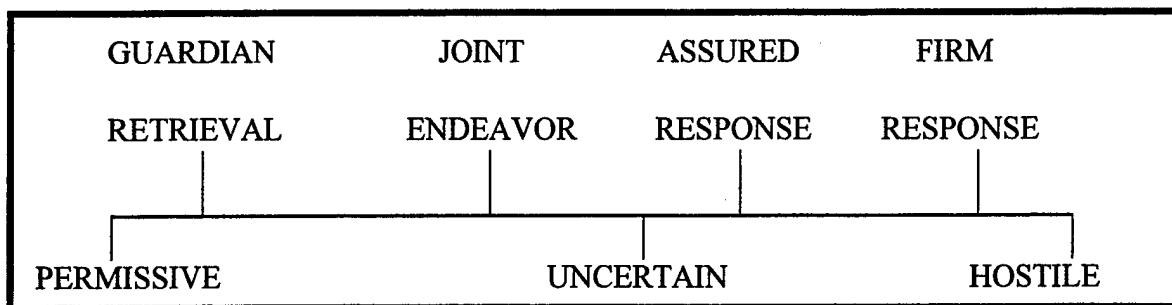 GUARDIAN JOINT ASSURED FIRM
RETRIEVAL ENDEAVOR RESPONSE RESPONSE
PERMISSIVE UNCERTAIN HOSTILE